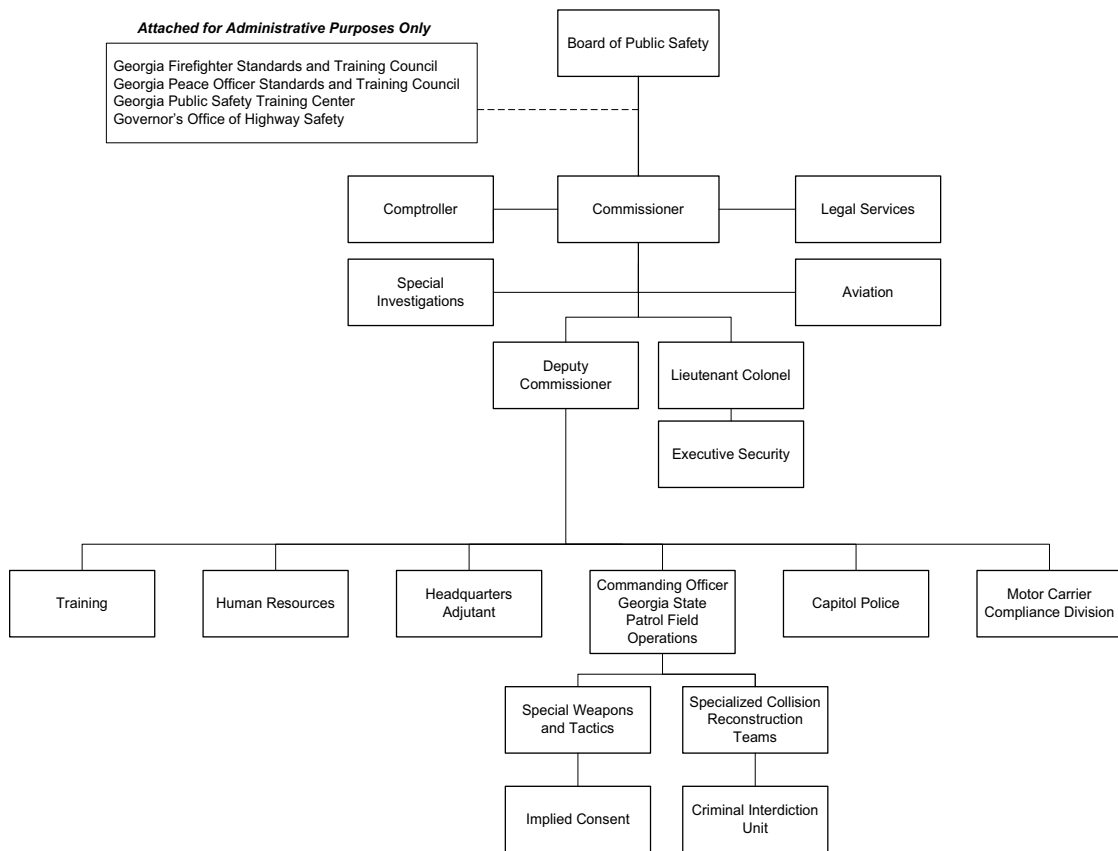 Attached for Administrative Purposes Only
Board of Public Safety
Georgia Firefighter Standards and Training Council
Georgia Peace Officer Standards and Training Council
Georgia Public Safety Training Center
Governor's Office of Highway Safety
Comptroller
Commissioner
Legal Services
Special
Investigations
Aviation
Deputy
Commissioner
Lieutenant Colonel
Executive Security
Training
Human Resources
Headquarters
Adjutant
Commanding Officer
Georgia State
Patrol Field
Operations
Capitol Police
Motor Carrier
Compliance Division
Special Weapons
and Tactics
Specialized Collision
Reconstruction
Teams
Implied Consent
Criminal Interdiction
Unit